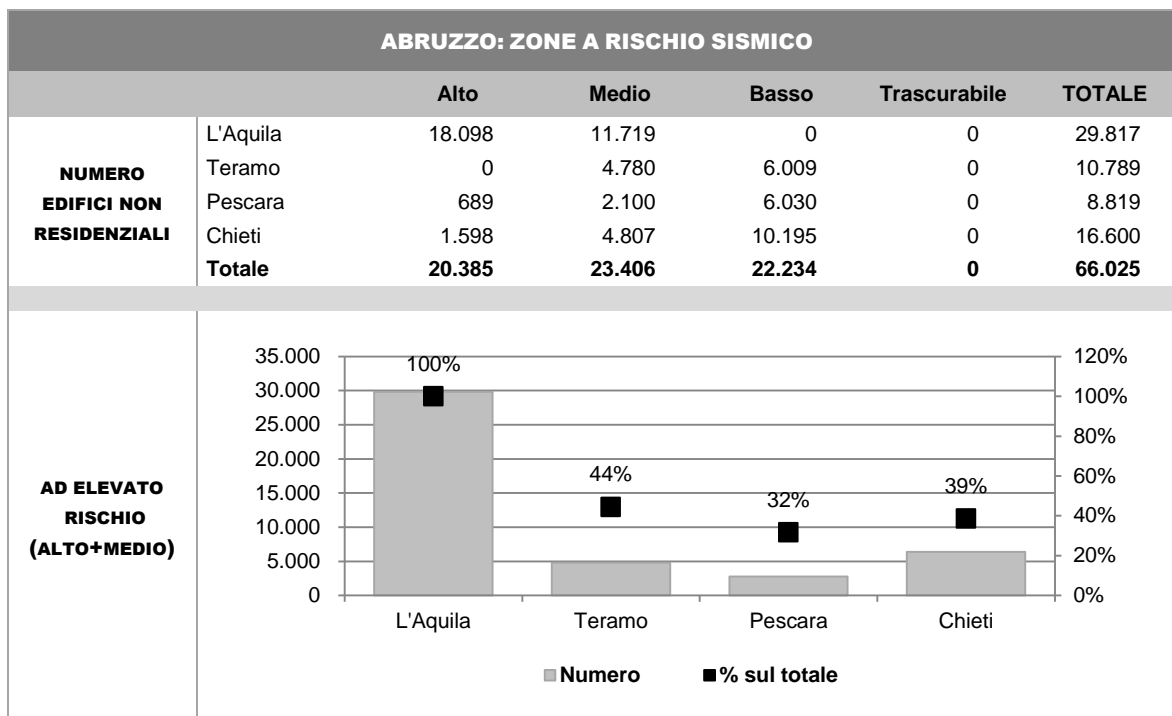 ABRUZZO: ZONE A RISCHIO SISMICO
Alto Medio Basso Trascurabile TOTALE
NUMERO
EDIFICI NON
RESIDENZIALI
L'Aquila 18.098 11.719 0 0 29.817
Teramo 0 4.780 6.009 0 10.789
Pescara 689 2.100 6.030 0 8.819
Chieti 1.598 4.807 10.195 0 16.600
Totale 20.385 23.406 22.234 0 66.025
AD ELEVATO
RISCHIO
(ALTO+MEDIO)
35.000
30.000
25.000
20.000
15.000
10.000
5.000
0
100%
44%
32%
39%
120%
100%
80%
60%
40%
20%
0%
L'Aquila Teramo Pescara Chieti
Numero % sul totale